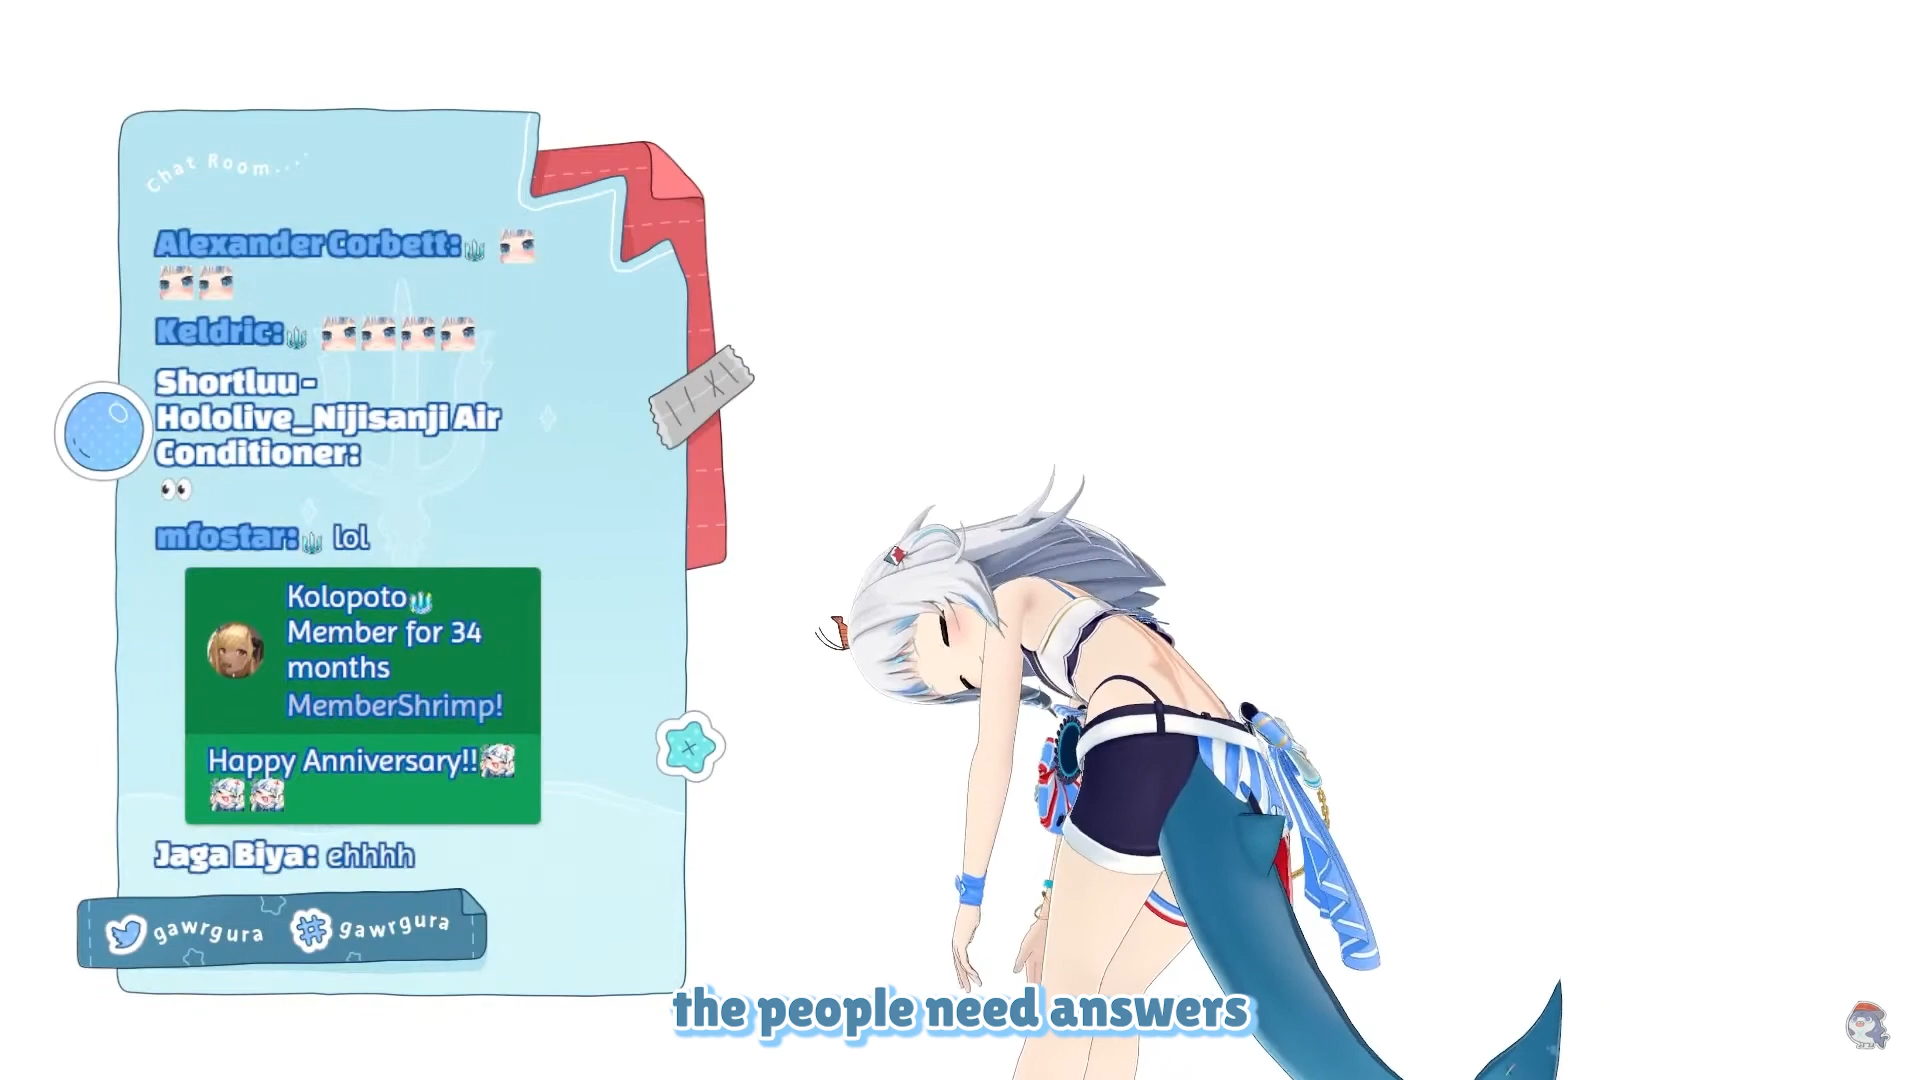 Chat Room....
Alexander Corbett:
Keldric:
Shortluu -
Hololive_Nijisanji Air
Conditioner:
mfostar: lol
Kolopoto
Member for 34
months
MemberShrimp!
Happy Anniversary!!
Jaga Biya: ehhhh
gawrgura # gawrgura
the people need answers